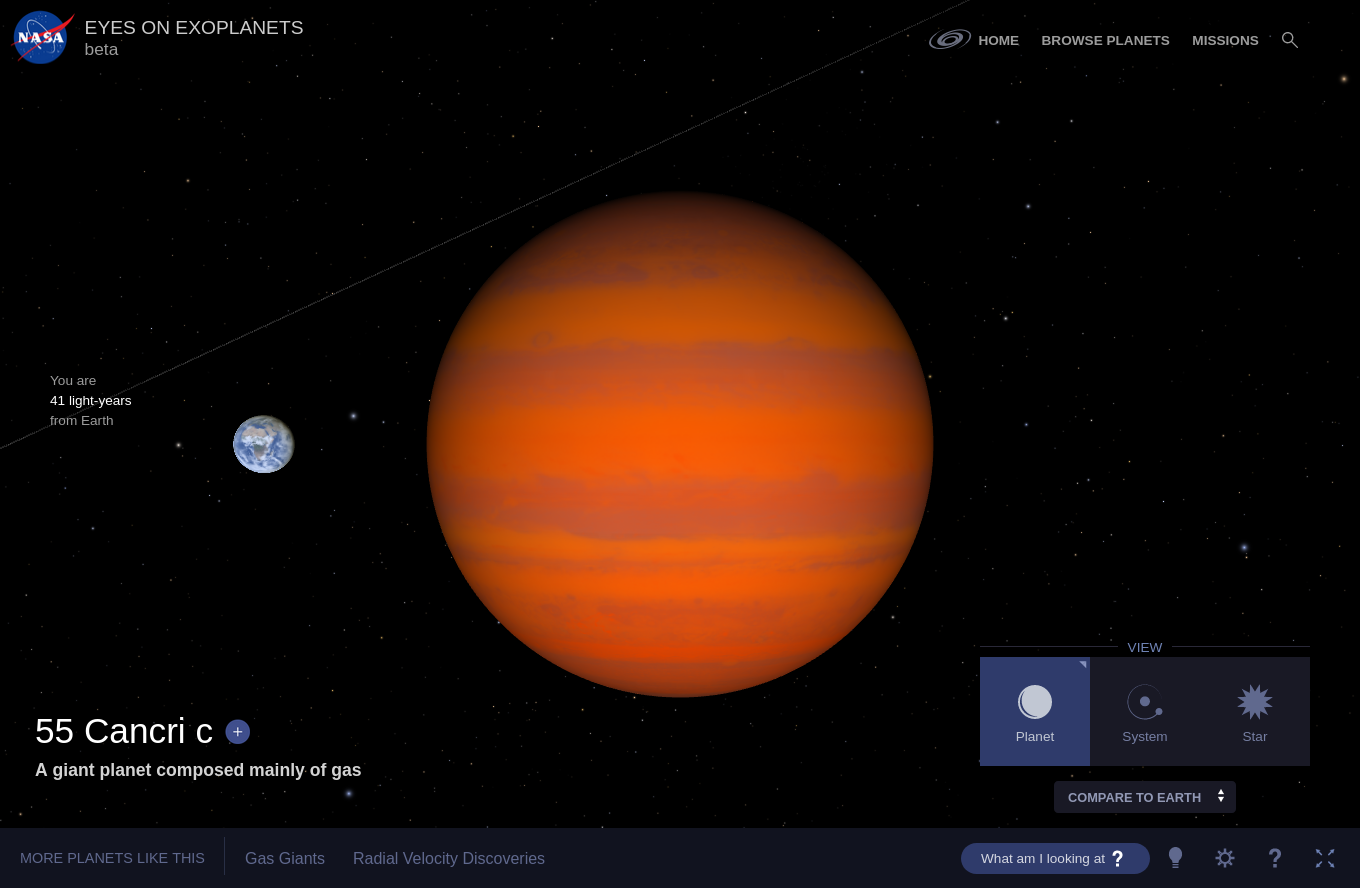 NASA
EYES ON EXOPLANETS
beta
HOME
BROWSE PLANETS
MISSIONS
You are
41 light-years
from Earth
VIEW
Planet
System
Star
55 Cancri c +
A giant planet composed mainly of gas
COMPARE TO EARTH
MORE PLANETS LIKE THIS
Gas Giants
Radial Velocity Discoveries
What am I looking at ?
?